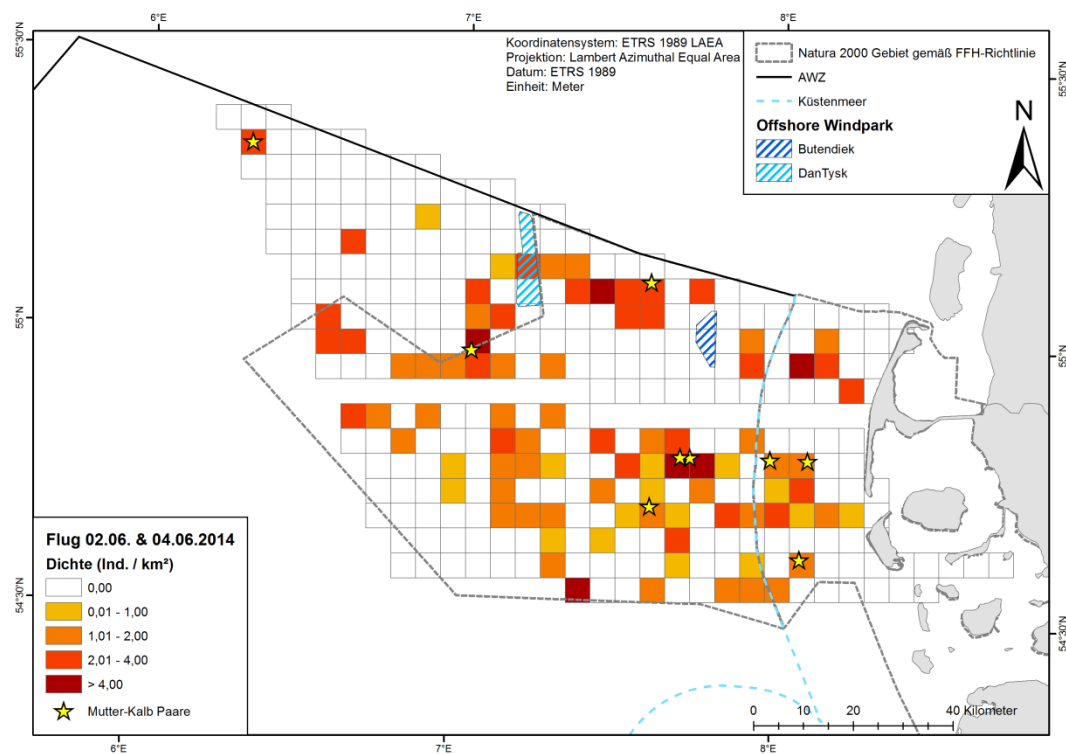 6°E
7°E
8°E
55°30'N
55°30'N
Koordinatensystem: ETRS 1989 LAEA
Projektion: Lambert Azimuthal Equal Area
Datum: ETRS 1989
Einheit: Meter
Natura 2000 Gebiet gemäß FFH-Richtlinie
AWZ
Küstenmeer
Offshore Windpark
Butendiek
DanTysk
N
55°N
55°N
Flug 02.06. & 04.06.2014
Dichte (Ind. / km²)
0,00
0,01 - 1,00
1,01 - 2,00
2,01 - 4,00
> 4,00
Mutter-Kalb Paare
54°30'N
54°30'N
0 10 20 40 Kilometer
6°E
7°E
8°E